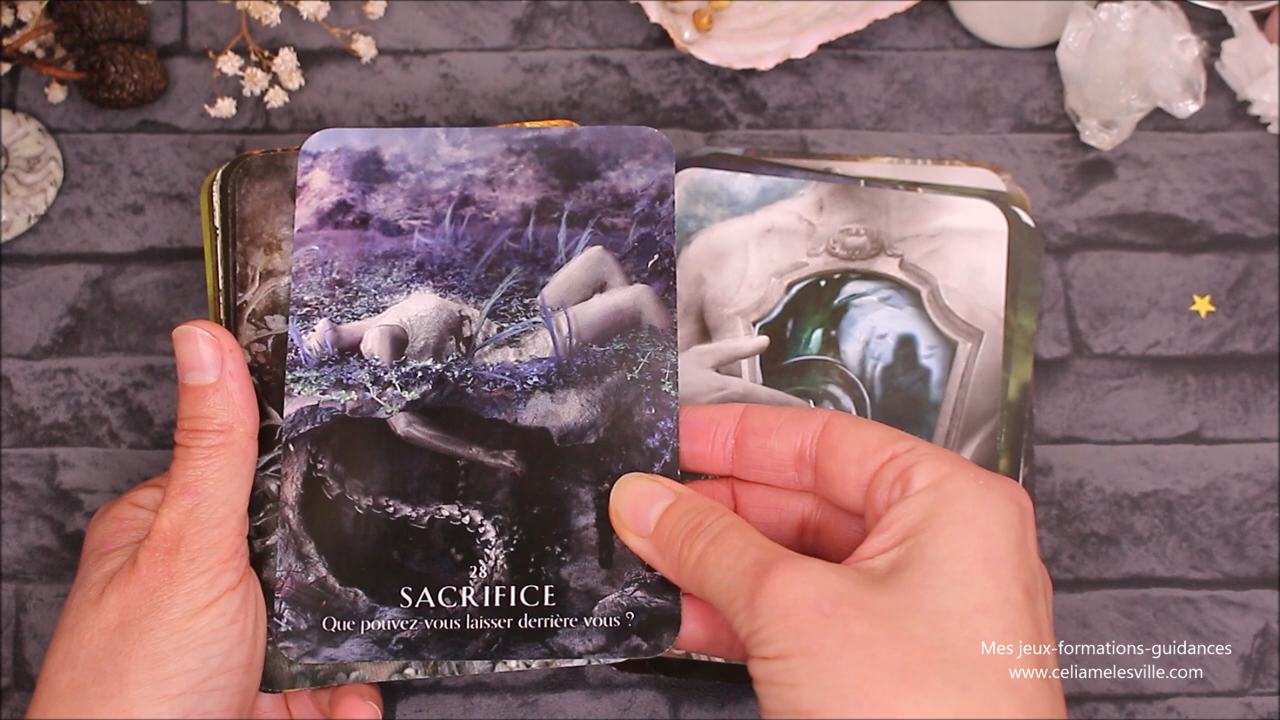 28
SACRIFICE
Que pouvez-vous laisser derrière vous ?
Mes jeux-formations-guidances
www.celiamelesville.com